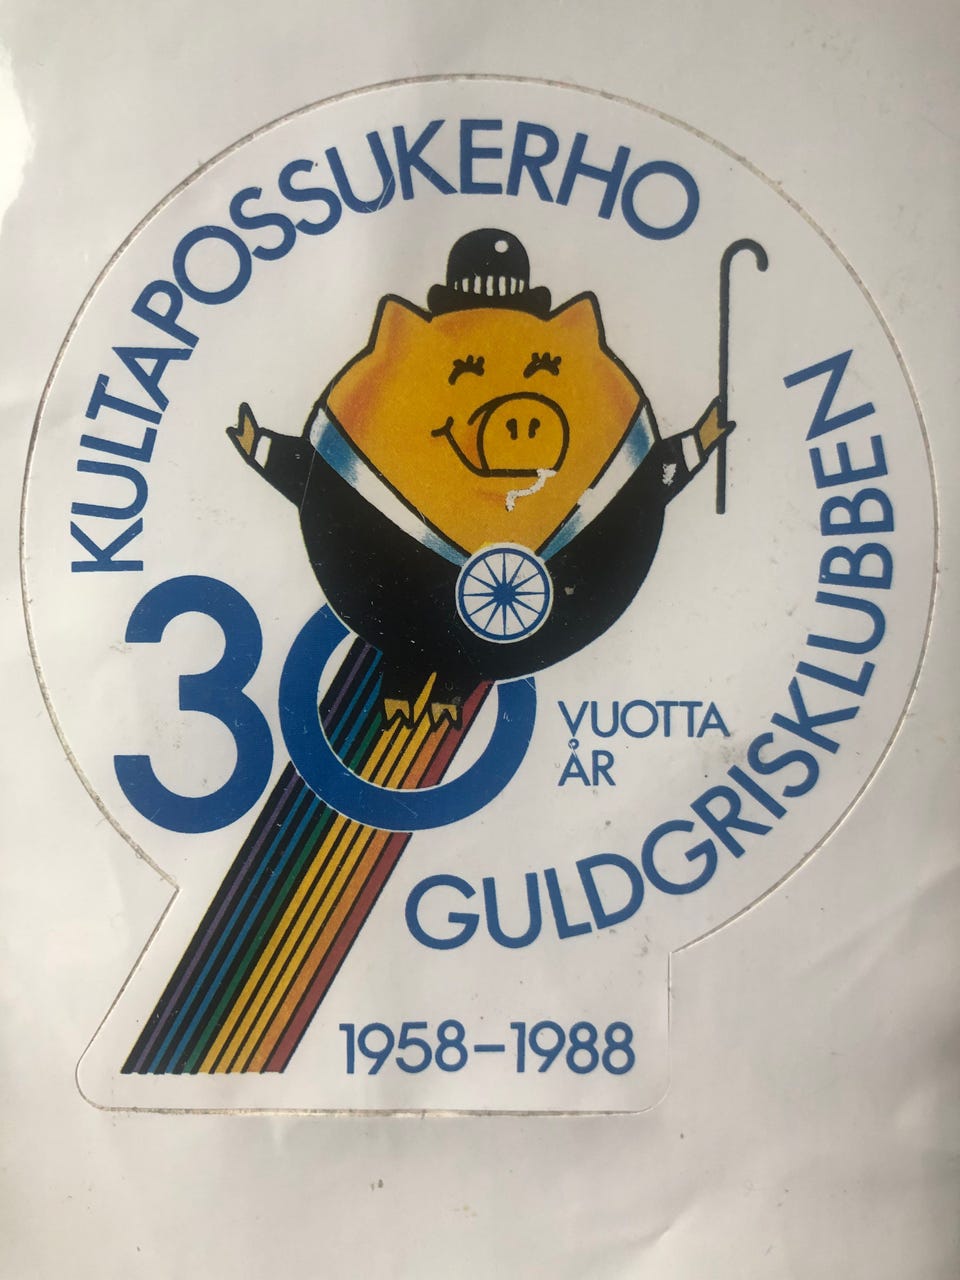 KULTAPOSSUKERHO
30
VUOTTA
ÅR
GULDGRISKLUBBEN
1958-1988